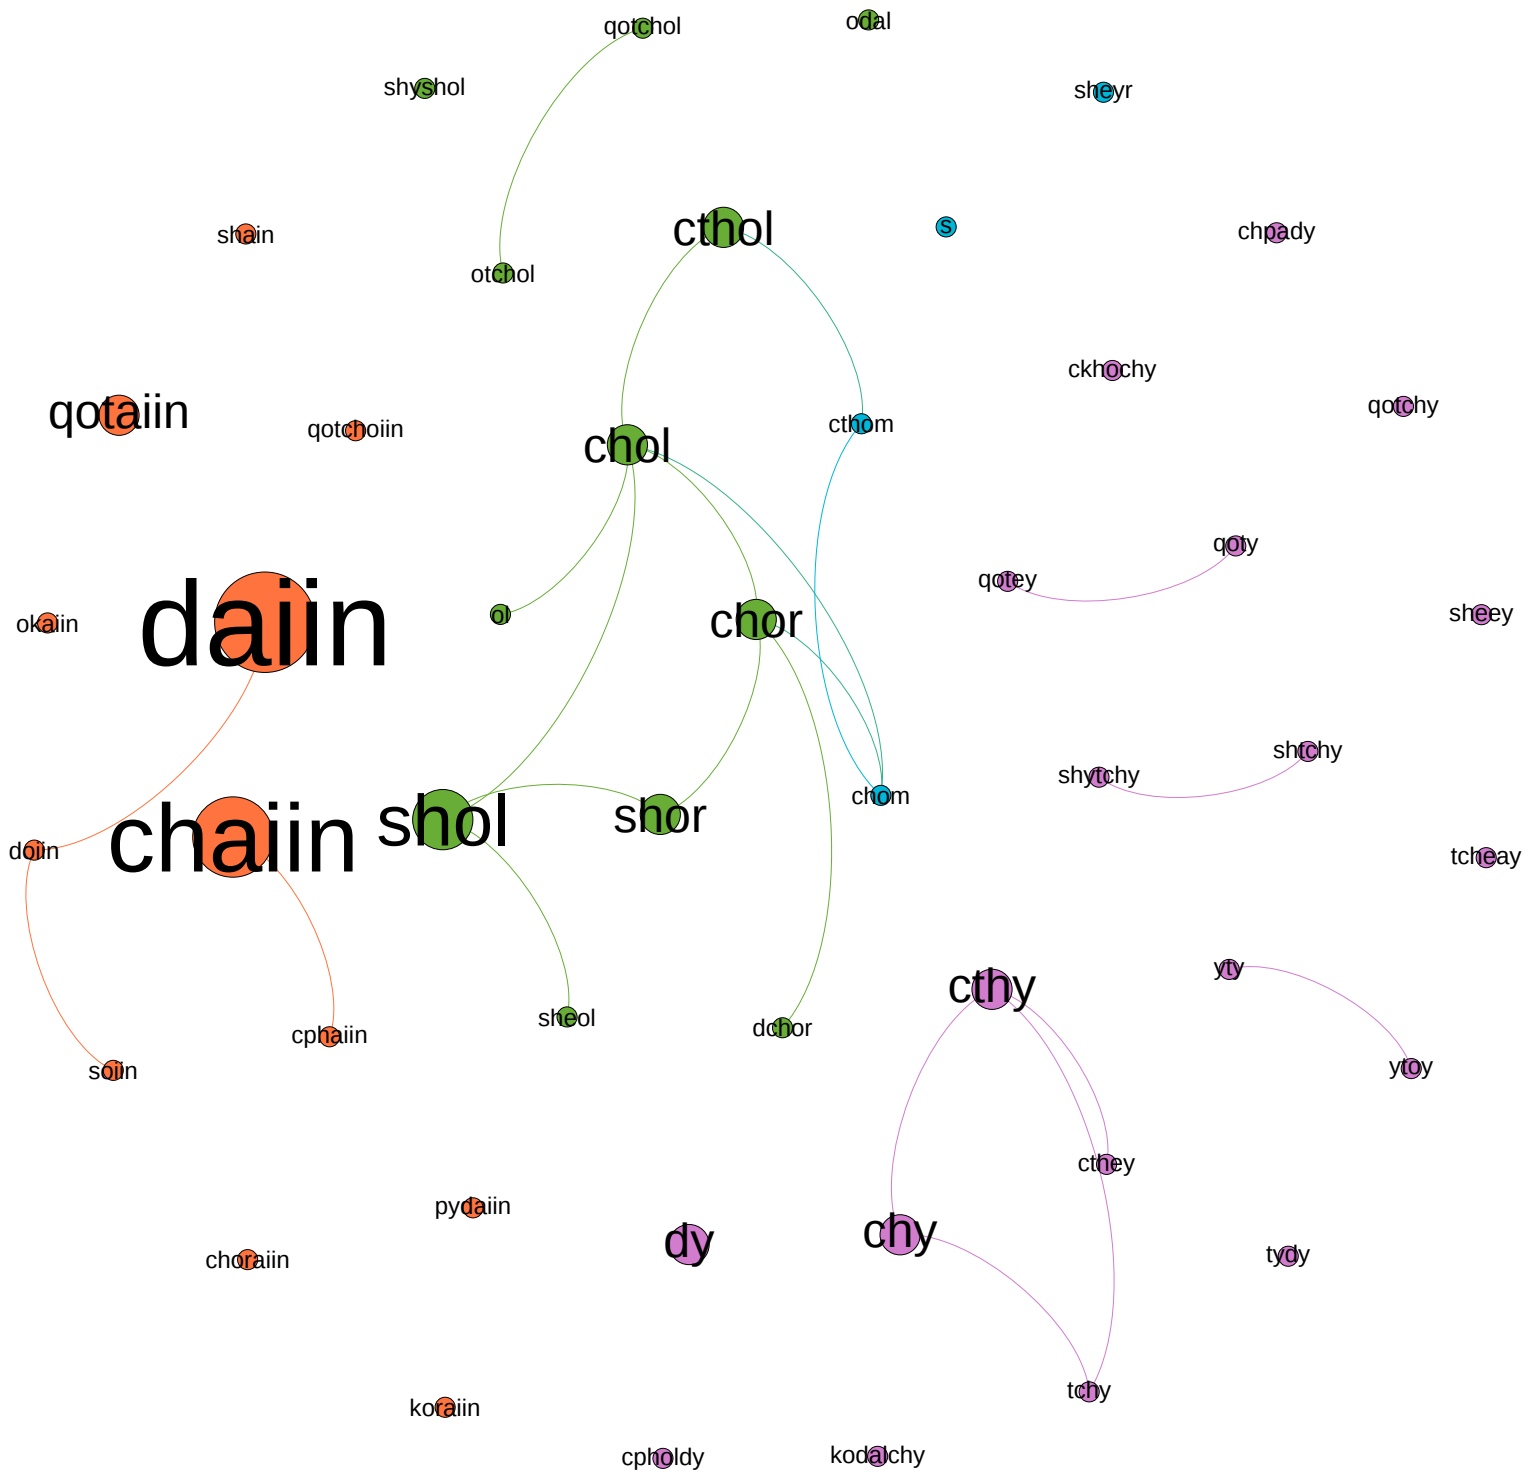 qotchol
odal
shyshol
sheyr
shain
cthol
s
chpady
otchol
ckhochy
qotaiin
qotchoiin
chol
cthom
qotchy
qoty
qotey
okaiin
daiin
ol
chor
sheey
shytchy
shtchy
doiin
chaiin
shol
shor
chom
tcheay
cthy
yty
soiin
cphaiin
sheol
dchor
ytoy
cthey
pydaiin
choraiin
dy
chy
tydy
koraiin
tchy
cpholdy
kodalchy